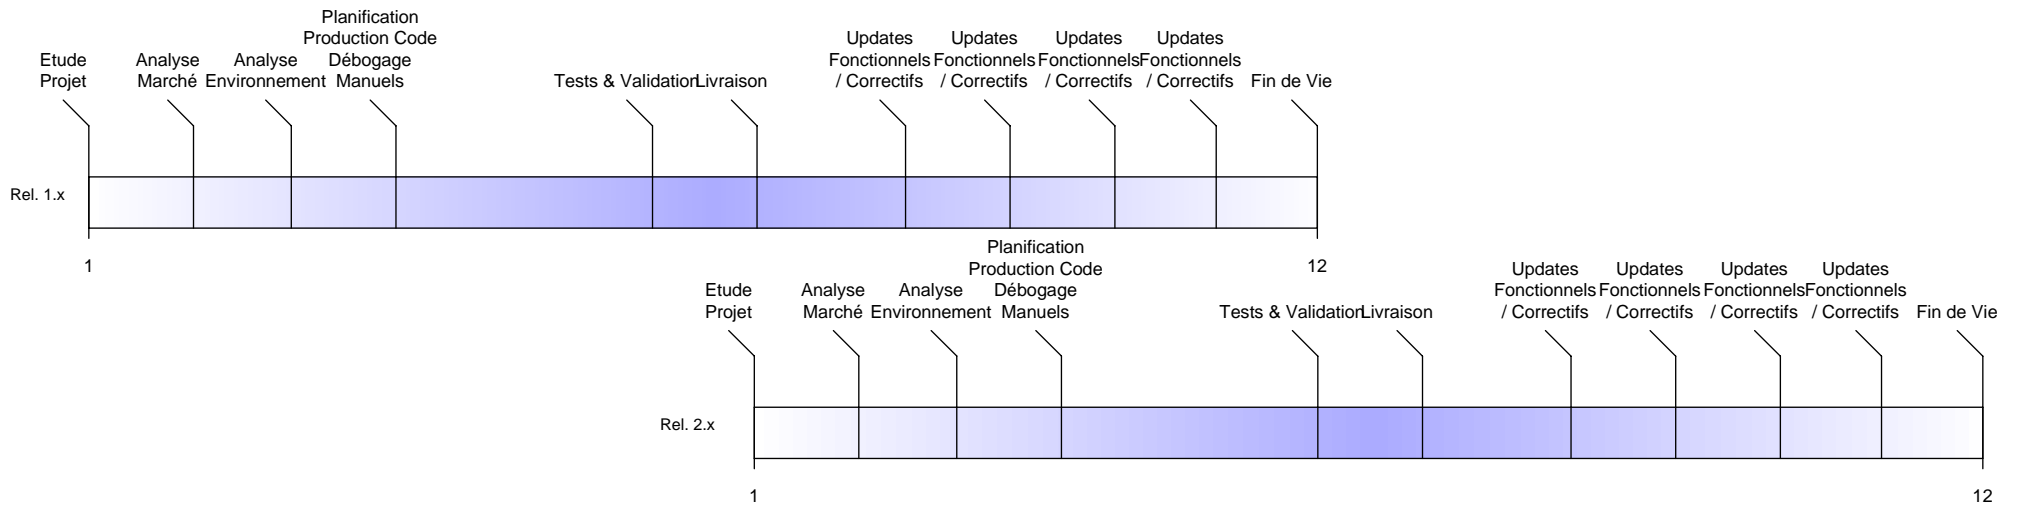 Etude
Projet
Analyse
Marché
Analyse
Environnement
Planification
Production Code
Débogage
Manuels
Tests & Validation
Livraison
Updates
Fonctionnels
/ Correctifs
Updates
Fonctionnels
/ Correctifs
Updates
Fonctionnels
/ Correctifs
Updates
Fonctionnels
/ Correctifs
Fin de Vie
Rel. 1.x
1
12
Etude
Projet
Analyse
Marché
Analyse
Environnement
Planification
Production Code
Débogage
Manuels
Tests & Validation
Livraison
Updates
Fonctionnels
/ Correctifs
Updates
Fonctionnels
/ Correctifs
Updates
Fonctionnels
/ Correctifs
Updates
Fonctionnels
/ Correctifs
Fin de Vie
Rel. 2.x
1
12